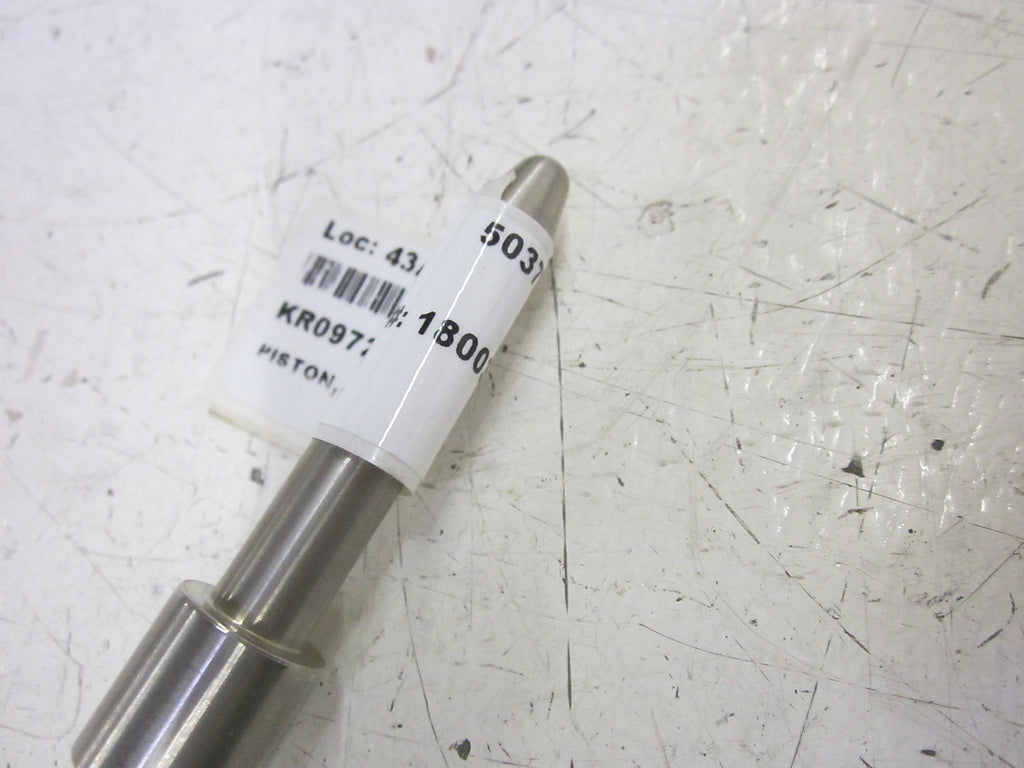 Loc: 43
KR097
PISTON,
503
#: 1800